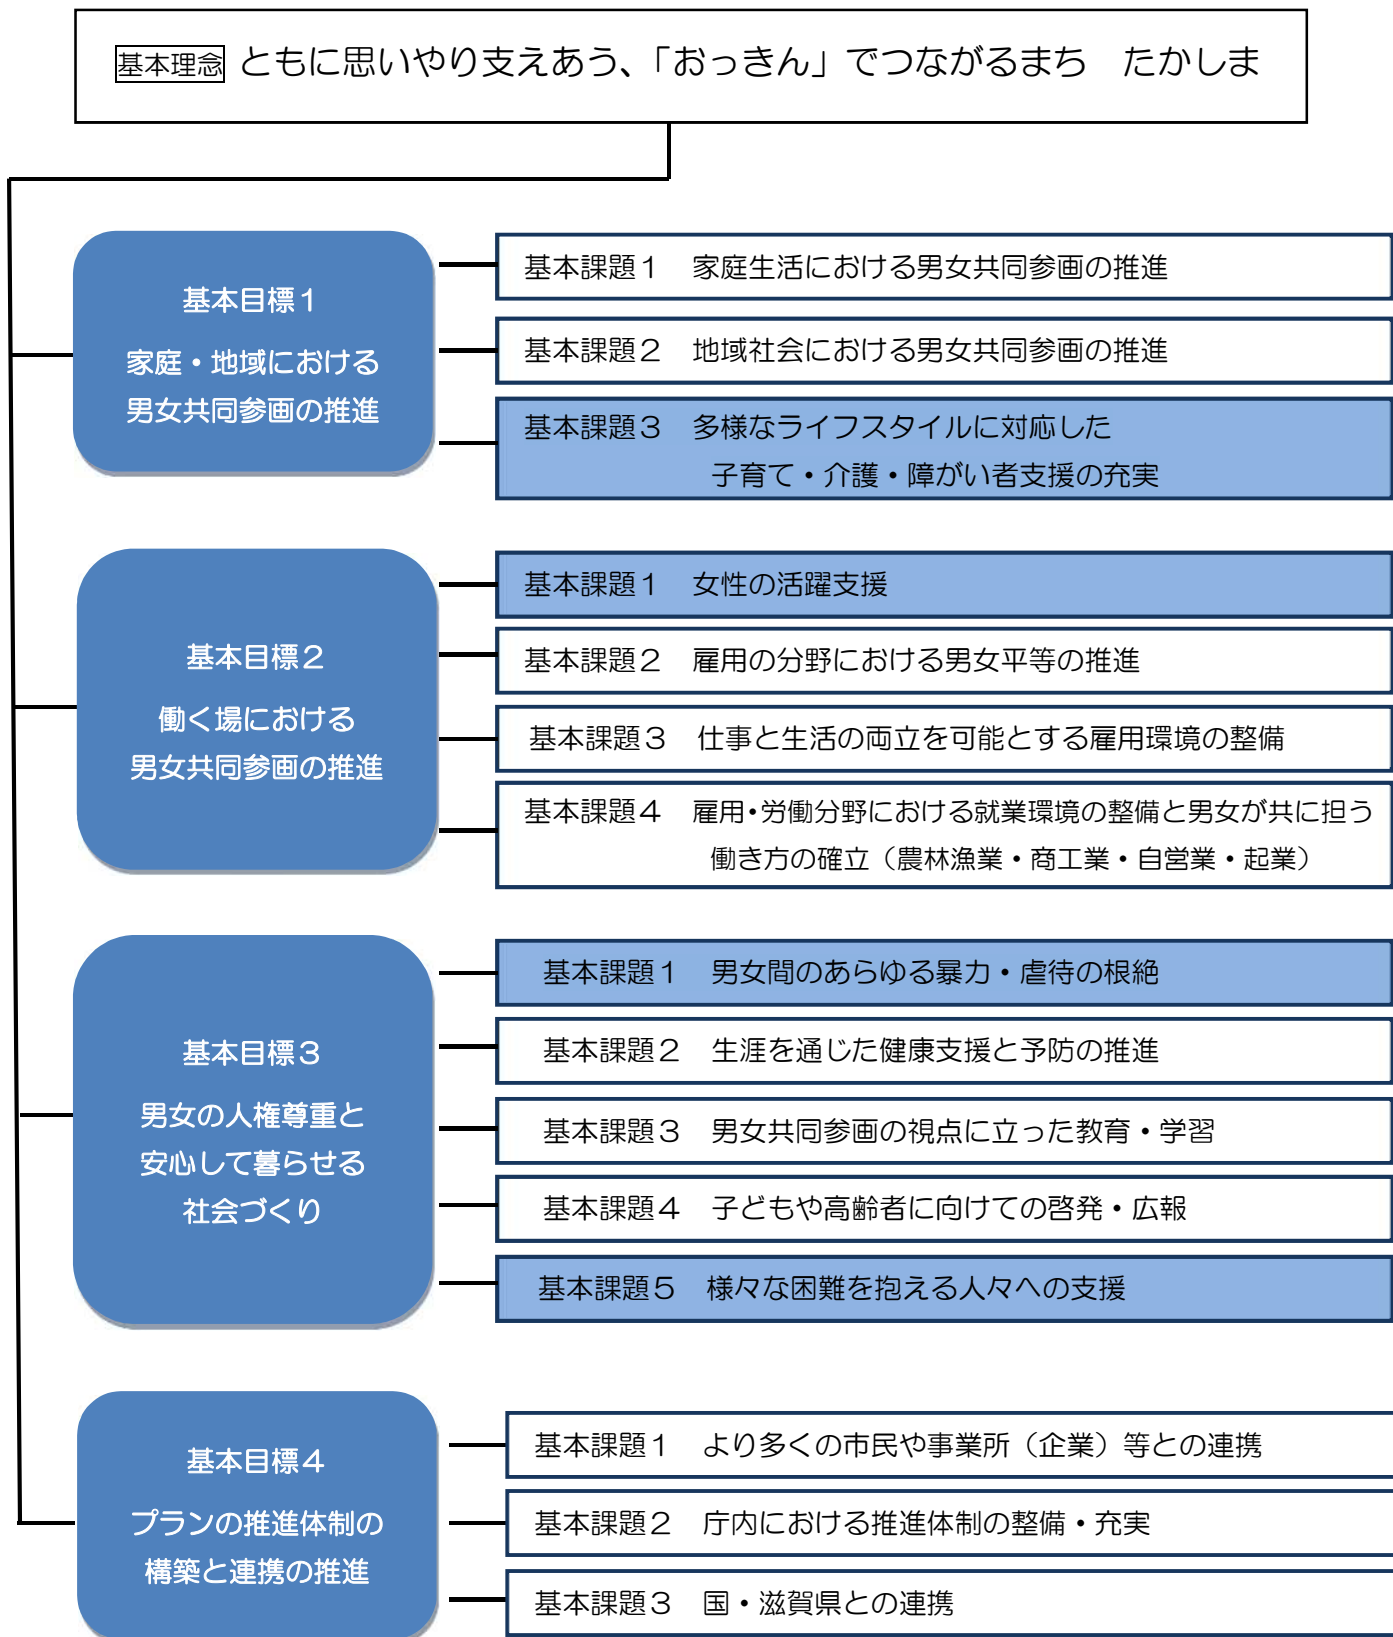 基本理念 ともに思いやり支えあう、「おっきん」でつながるまち　たかしま
基本目標１
家庭・地域における
男女共同参画の推進
基本課題１　家庭生活における男女共同参画の推進
基本課題２　地域社会における男女共同参画の推進
基本課題３　多様なライフスタイルに対応した
子育て・介護・障がい者支援の充実
基本目標２
働く場における
男女共同参画の推進
基本課題１　女性の活躍支援
基本課題２　雇用の分野における男女平等の推進
基本課題３　仕事と生活の両立を可能とする雇用環境の整備
基本課題４　雇用・労働分野における就業環境の整備と男女が共に担う
働き方の確立（農林漁業・商工業・自営業・起業）
基本目標３
男女の人権尊重と
安心して暮らせる
社会づくり
基本課題１　男女間のあらゆる暴力・虐待の根絶
基本課題２　生涯を通じた健康支援と予防の推進
基本課題３　男女共同参画の視点に立った教育・学習
基本課題４　子どもや高齢者に向けての啓発・広報
基本課題５　様々な困難を抱える人々への支援
基本目標４
プランの推進体制の
構築と連携の推進
基本課題１　より多くの市民や事業所（企業）等との連携
基本課題２　庁内における推進体制の整備・充実
基本課題３　国・滋賀県との連携